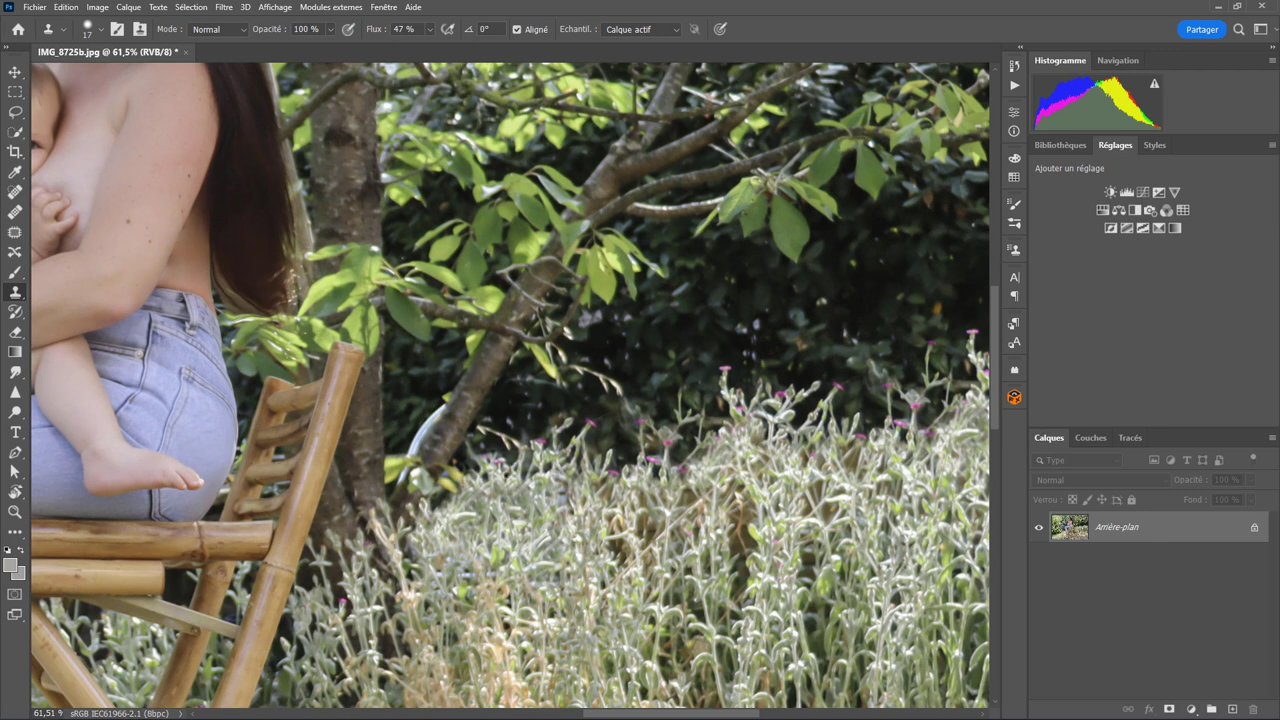 Ps Fichier Edition Image Calque Texte Sélection Filtre 3D Affichage Modules externes Fenêtre Aide
17 Mode : Normal Opacité : 100 % Flux : 47 % 0° Aligné Echantil. : Calque actif Partager
IMG_8725b.jpg @ 61,5% (RVB/8) * ×
Histogramme Navigation
Bibliothèques Réglages Styles
Ajouter un réglage
Calques Couches Tracés
Type
Normal Opacité : 100 %
Verrou : Fond : 100 %
Arrière-plan
61,51 % sRGB IEC61966-2.1 (8bpc)